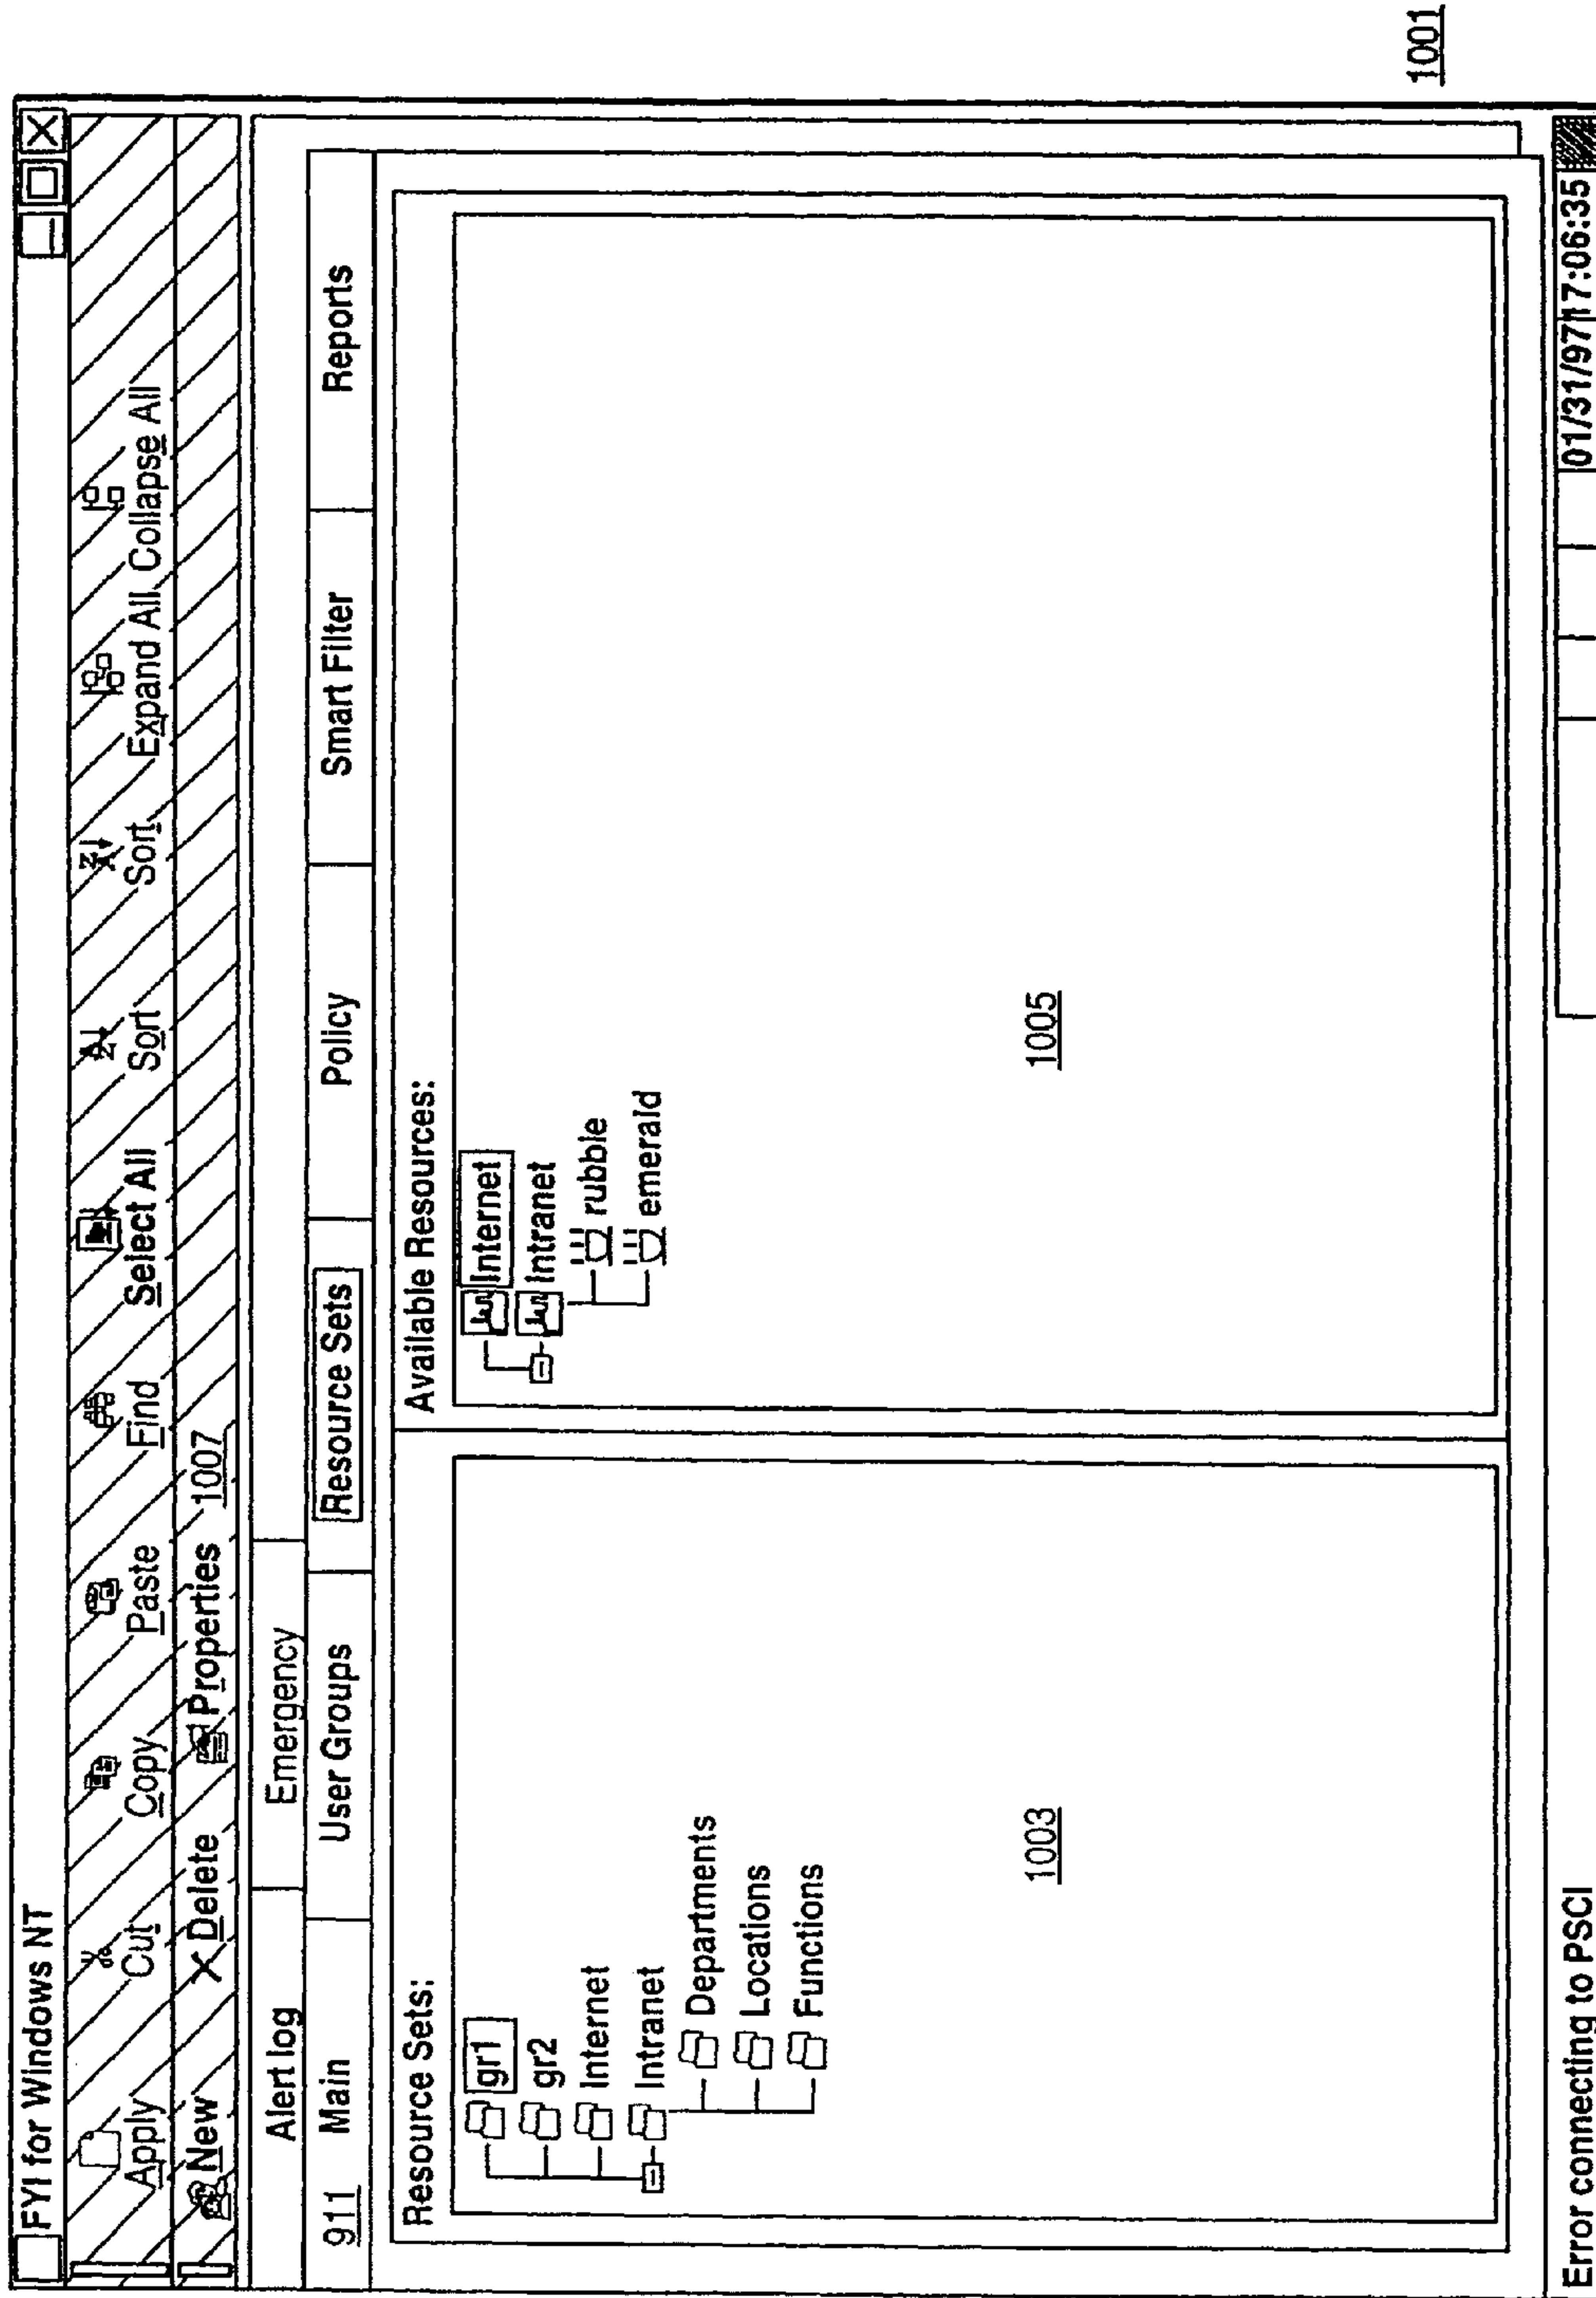 FYI for Windows NT
Apply Cut Copy Paste Find Select All Sort Sort Expand All Collapse All
New Delete Properties 1007
Alert log Emergency
911 Main User Groups Resource Sets Policy Smart Filter Reports
Resource Sets:
gr1
gr2
Internet
Intranet
Departments
Locations
Functions
1003
Available Resources:
Internet
Intranet
rubble
emerald
1005
Error connecting to PSCI 01/31/97 17:06:35
1001